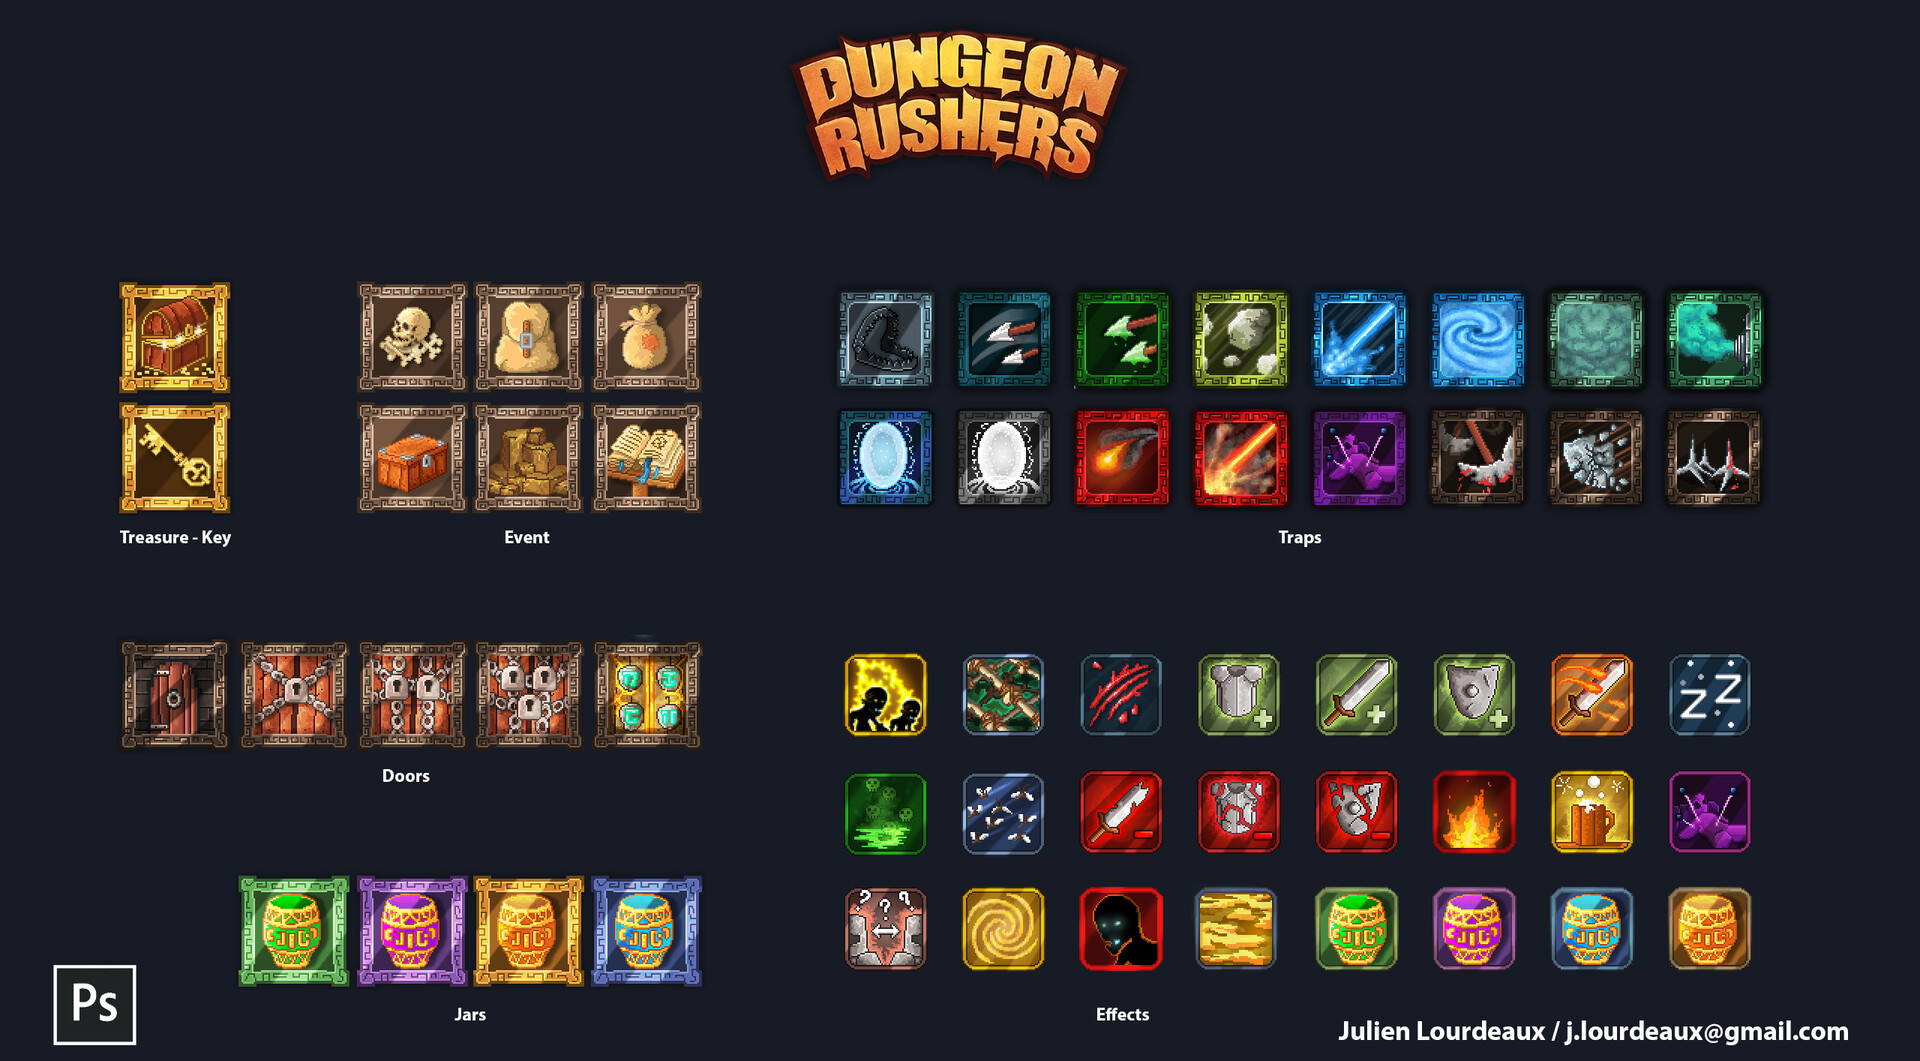 DUNGEON
RUSHERS
Treasure - Key
Event
Traps
Doors
Jars
Effects
Ps
Julien Lourdeaux / j.lourdeaux@gmail.com